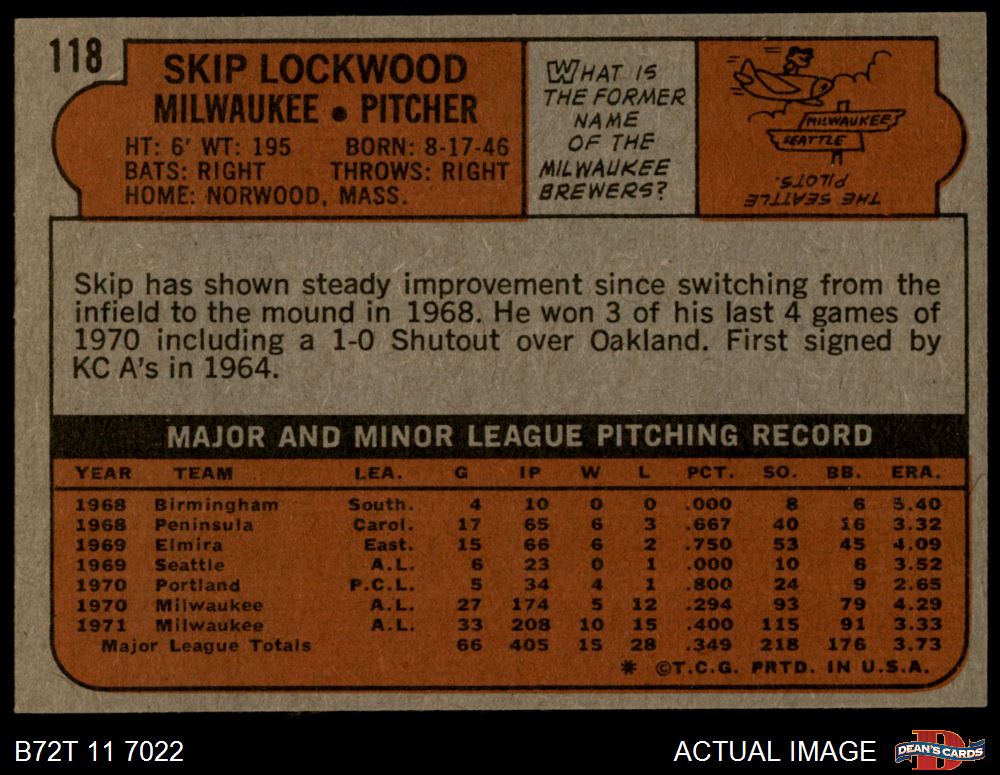 118
SKIP LOCKWOOD
MILWAUKEE • PITCHER
HT: 6' WT: 195 BORN: 8-17-46
BATS: RIGHT THROWS: RIGHT
HOME: NORWOOD, MASS.
WHAT IS
THE FORMER
NAME
OF THE
MILWAUKEE
BREWERS?
MILWAUKEE
SEATTLE
THE SEATTLE
PILOTS.
Skip has shown steady improvement since switching from the
infield to the mound in 1968. He won 3 of his last 4 games of
1970 including a 1-0 Shutout over Oakland. First signed by
KC A's in 1964.
MAJOR AND MINOR LEAGUE PITCHING RECORD
YEAR TEAM LEA. G IP W L PCT. SO. BB. ERA.
1968 Birmingham South. 4 10 0 0 .000 8 6 5.40
1968 Peninsula Carol. 17 65 6 3 .667 40 16 3.32
1969 Elmira East. 15 66 6 2 .750 53 45 4.09
1969 Seattle A.L. 6 23 0 1 .000 10 6 3.52
1970 Portland P.C.L. 5 34 4 1 .800 24 9 2.65
1970 Milwaukee A.L. 27 174 5 12 .294 93 79 4.29
1971 Milwaukee A.L. 33 208 10 15 .400 115 91 3.33
Major League Totals 66 405 15 28 .349 218 176 3.73
* ©T.C.G. PRTD. IN U.S.A.
B72T 11 7022
ACTUAL IMAGE
D
DEAN'S CARDS